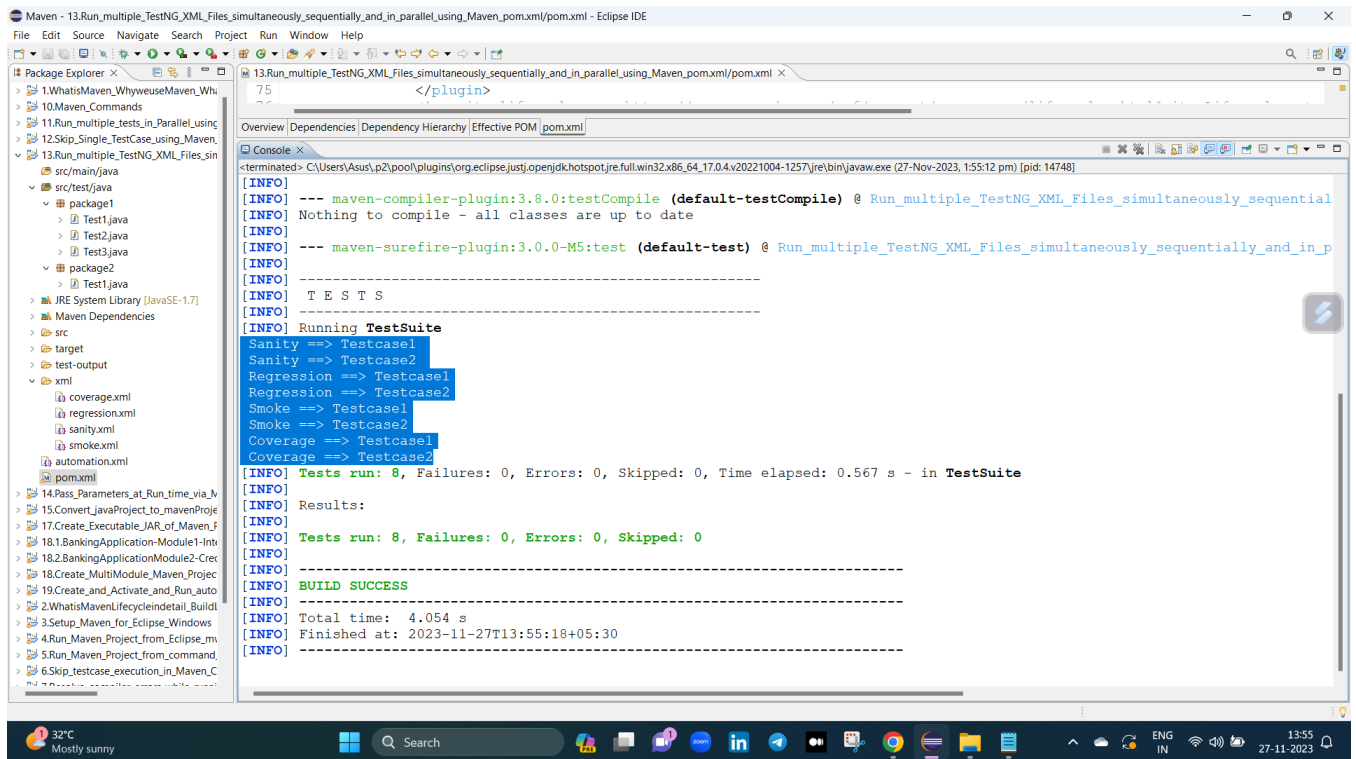 Maven - 13.Run_multiple_TestNG_XML_Files_simultaneously_sequentially_and_in_parallel_using_Maven_pom.xml/pom.xml - Eclipse IDE
File Edit Source Navigate Search Project Run Window Help
Package Explorer
1.WhatisMaven_WhyweuseMaven_Wha
10.Maven_Commands
11.Run_multiple_tests_in_Parallel_using
12.Skip_Single_TestCase_using_Maven_
13.Run_multiple_TestNG_XML_Files_sin
src/main/java
src/test/java
package1
Test1.java
Test2.java
Test3.java
package2
Test1.java
JRE System Library [JavaSE-1.7]
Maven Dependencies
src
target
test-output
xml
coverage.xml
regression.xml
sanity.xml
smoke.xml
automation.xml
pom.xml
14.Pass_Parameters_at_Run_time_via_M
15.Convert_javaProject_to_mavenProje
17.Create_Executable_JAR_of_Maven_P
18.1.BankingApplication-Module1-Inte
18.2.BankingApplicationModule2-Cred
18.Create_MultiModule_Maven_Projec
19.Create_and_Activate_and_Run_auto
2.WhatisMavenLifecycleindetail_BuildL
3.Setup_Maven_for_Eclipse_Windows
4.Run_Maven_Project_from_Eclipse_mv
5.Run_Maven_Project_from_command_
6.Skip_testcase_execution_in_Maven_C
13.Run_multiple_TestNG_XML_Files_simultaneously_sequentially_and_in_parallel_using_Maven_pom.xml/pom.xml
75 </plugin>
Overview Dependencies Dependency Hierarchy Effective POM pom.xml
Console
<terminated> C:\Users\Asus\.p2\pool\plugins\org.eclipse.justj.openjdk.hotspot.jre.full.win32.x86_64_17.0.4.v20221004-1257\jre\bin\javaw.exe (27-Nov-2023, 1:55:12 pm) [pid: 14748]
[INFO]
[INFO] --- maven-compiler-plugin:3.8.0:testCompile (default-testCompile) @ Run_multiple_TestNG_XML_Files_simultaneously_sequential
[INFO] Nothing to compile - all classes are up to date
[INFO]
[INFO] --- maven-surefire-plugin:3.0.0-M5:test (default-test) @ Run_multiple_TestNG_XML_Files_simultaneously_sequentially_and_in_p
[INFO]
[INFO] -------------------------------------------------------
[INFO] T E S T S
[INFO] -------------------------------------------------------
[INFO] Running TestSuite
Sanity ==> Testcase1
Sanity ==> Testcase2
Regression ==> Testcase1
Regression ==> Testcase2
Smoke ==> Testcase1
Smoke ==> Testcase2
Coverage ==> Testcase1
Coverage ==> Testcase2
[INFO] Tests run: 8, Failures: 0, Errors: 0, Skipped: 0, Time elapsed: 0.567 s - in TestSuite
[INFO]
[INFO] Results:
[INFO]
[INFO] Tests run: 8, Failures: 0, Errors: 0, Skipped: 0
[INFO]
[INFO] ------------------------------------------------------------------------
[INFO] BUILD SUCCESS
[INFO] ------------------------------------------------------------------------
[INFO] Total time: 4.054 s
[INFO] Finished at: 2023-11-27T13:55:18+05:30
[INFO] ------------------------------------------------------------------------
1
32°C
Mostly sunny
Search
PRE
1
zoom
in
ENG
IN
13:55
27-11-2023